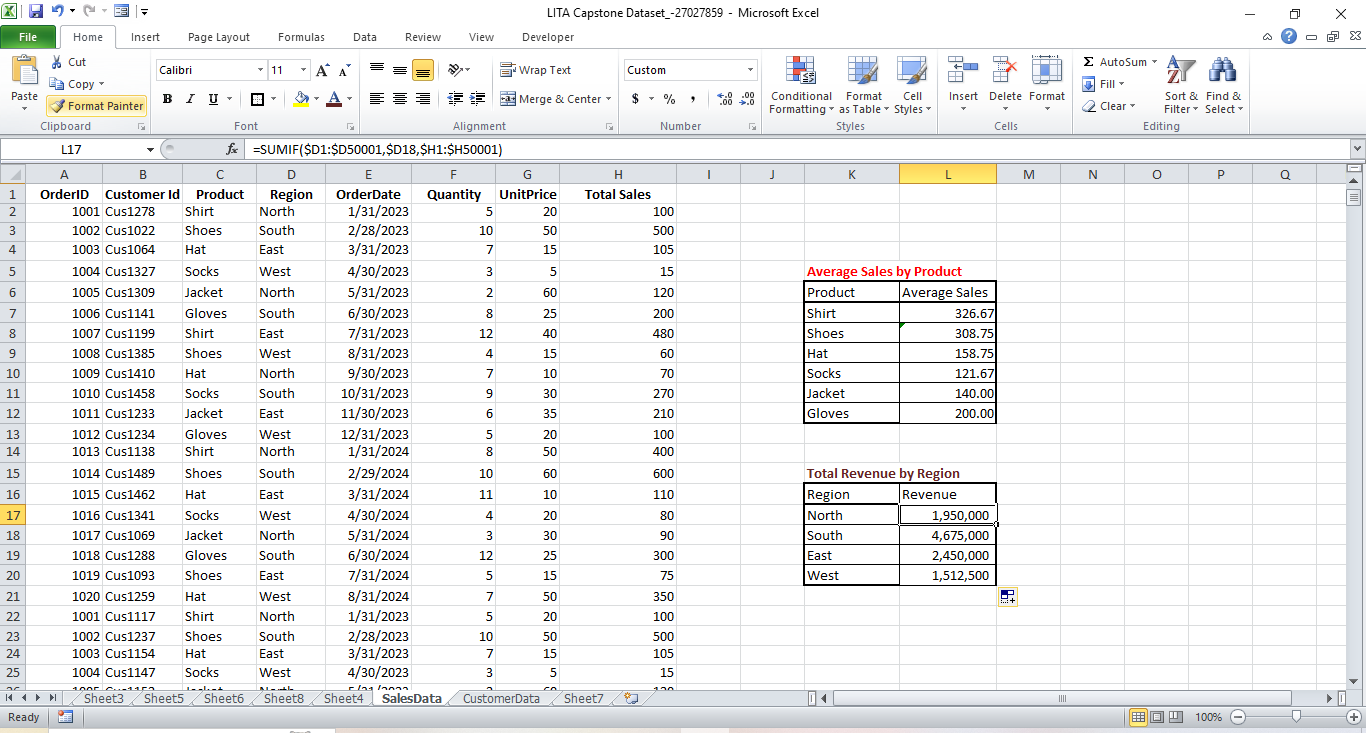 LITA Capstone Dataset_-27027859 - Microsoft Excel
File Home Insert Page Layout Formulas Data Review View Developer
Paste Cut Copy Format Painter Clipboard
Calibri 11 B I U Font
Wrap Text Merge & Center Alignment
Custom $ % , Number
Conditional Formatting Format as Table Cell Styles Styles
Insert Delete Format Cells
AutoSum Fill Clear Sort & Filter Find & Select Editing
L17 fx =SUMIF($D1:$D50001,$D18,$H1:$H50001)
A B C D E F G H I J K L M N O P Q
1 OrderID Customer Id Product Region OrderDate Quantity UnitPrice Total Sales
2 1001 Cus1278 Shirt North 1/31/2023 5 20 100
3 1002 Cus1022 Shoes South 2/28/2023 10 50 500
4 1003 Cus1064 Hat East 3/31/2023 7 15 105
5 1004 Cus1327 Socks West 4/30/2023 3 5 15 Average Sales by Product
6 1005 Cus1309 Jacket North 5/31/2023 2 60 120 Product Average Sales
7 1006 Cus1141 Gloves South 6/30/2023 8 25 200 Shirt 326.67
8 1007 Cus1199 Shirt East 7/31/2023 12 40 480 Shoes 308.75
9 1008 Cus1385 Shoes West 8/31/2023 4 15 60 Hat 158.75
10 1009 Cus1410 Hat North 9/30/2023 7 10 70 Socks 121.67
11 1010 Cus1458 Socks South 10/31/2023 9 30 270 Jacket 140.00
12 1011 Cus1233 Jacket East 11/30/2023 6 35 210 Gloves 200.00
13 1012 Cus1234 Gloves West 12/31/2023 5 20 100
14 1013 Cus1138 Shirt North 1/31/2024 8 50 400
15 1014 Cus1489 Shoes South 2/29/2024 10 60 600 Total Revenue by Region
16 1015 Cus1462 Hat East 3/31/2024 11 10 110 Region Revenue
17 1016 Cus1341 Socks West 4/30/2024 4 20 80 North 1,950,000
18 1017 Cus1069 Jacket North 5/31/2024 3 30 90 South 4,675,000
19 1018 Cus1288 Gloves South 6/30/2024 12 25 300 East 2,450,000
20 1019 Cus1093 Shoes East 7/31/2024 5 15 75 West 1,512,500
21 1020 Cus1259 Hat West 8/31/2024 7 50 350
22 1001 Cus1117 Shirt North 1/31/2023 5 20 100
23 1002 Cus1237 Shoes South 2/28/2023 10 50 500
24 1003 Cus1154 Hat East 3/31/2023 7 15 105
25 1004 Cus1147 Socks West 4/30/2023 3 5 15
Sheet3 Sheet5 Sheet6 Sheet8 Sheet4 SalesData CustomerData Sheet7
Ready 100%